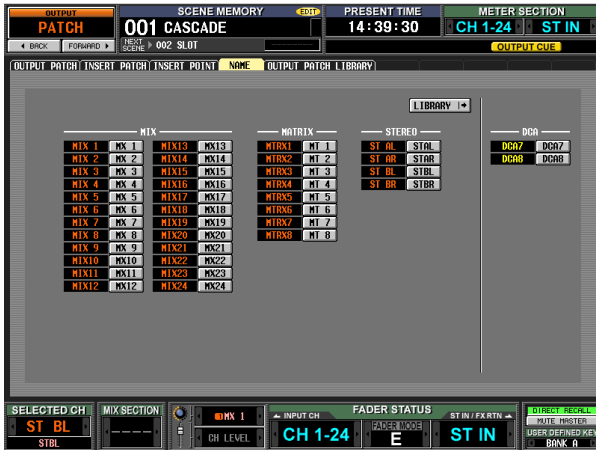 OUTPUT SCENE MEMORY EDIT PRESENT TIME METER SECTION
PATCH 001 CASCADE 14:39:30 CH 1-24 ST IN
BACK FORWARD NEXT SCENE 002 SLOT OUTPUT CUE
OUTPUT PATCH INSERT PATCH INSERT POINT NAME OUTPUT PATCH LIBRARY
LIBRARY
MIX MATRIX STEREO DCA
MIX 1 MX 1 MIX13 MX13 MTRX1 MT 1 ST AL STAL DCA7 DCA7
MIX 2 MX 2 MIX14 MX14 MTRX2 MT 2 ST AR STAR DCA8 DCA8
MIX 3 MX 3 MIX15 MX15 MTRX3 MT 3 ST BL STBL
MIX 4 MX 4 MIX16 MX16 MTRX4 MT 4 ST BR STBR
MIX 5 MX 5 MIX17 MX17 MTRX5 MT 5
MIX 6 MX 6 MIX18 MX18 MTRX6 MT 6
MIX 7 MX 7 MIX19 MX19 MTRX7 MT 7
MIX 8 MX 8 MIX20 MX20 MTRX8 MT 8
MIX 9 MX 9 MIX21 MX21
MIX10 MX10 MIX22 MX22
MIX11 MX11 MIX23 MX23
MIX12 MX12 MIX24 MX24
SELECTED CH MIX SECTION MX 1 INPUT CH FADER STATUS ST IN / FX RTN DIRECT RECALL
ST BL ---- CH 1-24 FADER MODE ST IN MUTE MASTER
STBL CH LEVEL E USER DEFINED KEY
BANK A